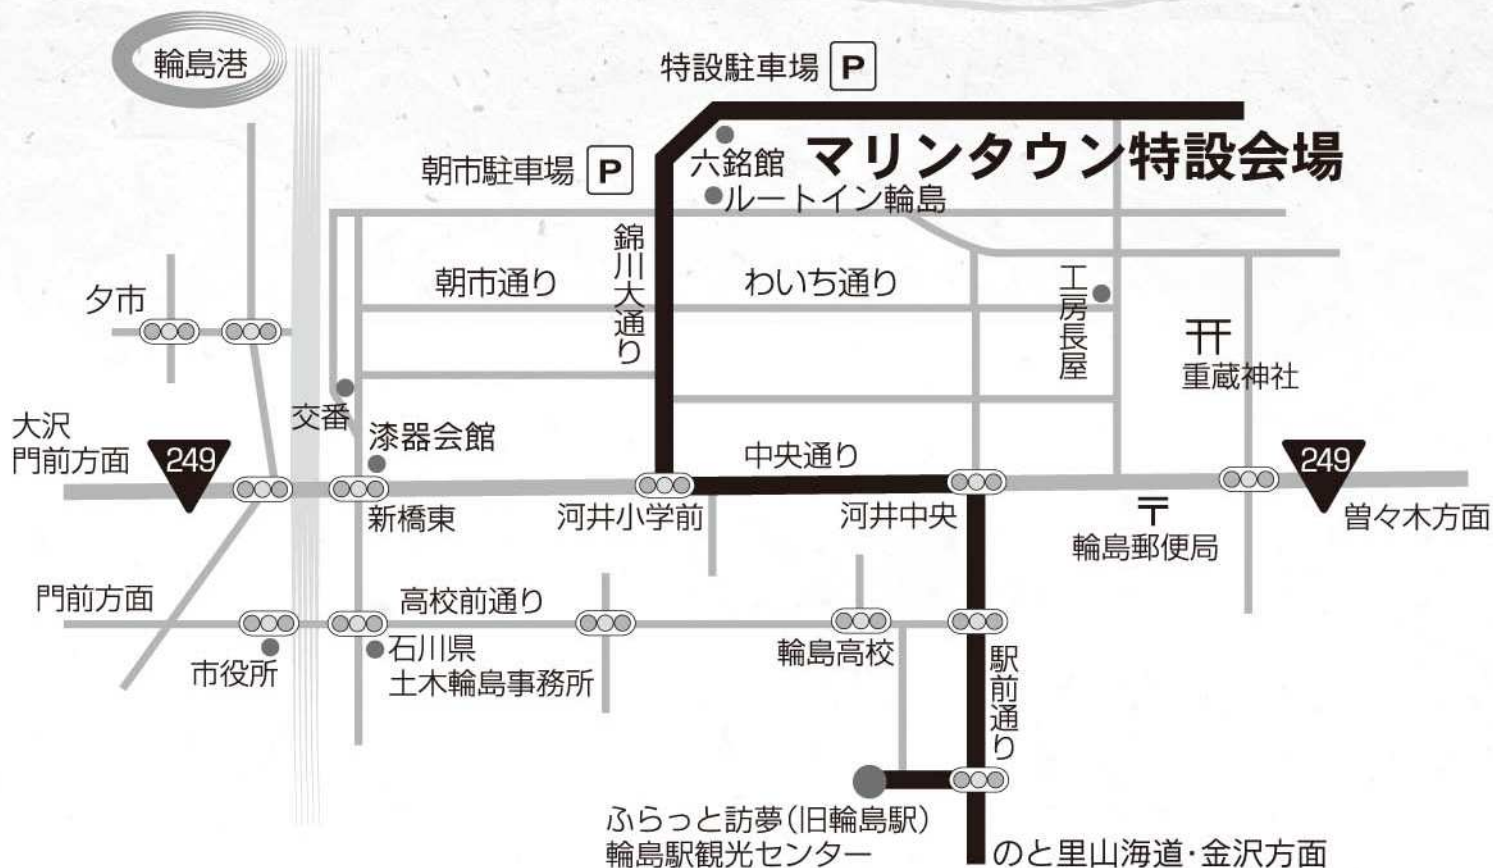 輪島港
特設駐車場 P
朝市駐車場 P
六銘館
マリンタウン特設会場
ルートイン輪島
錦川大通り
朝市通り
わいち通り
工房長屋
夕市
重蔵神社
交番
漆器会館
大沢
門前方面
249
中央通り
249
新橋東
河井小学前
河井中央
〒
輪島郵便局
曽々木方面
門前方面
高校前通り
市役所
石川県
土木輪島事務所
輪島高校
駅前通り
ふらっと訪夢(旧輪島駅)
輪島駅観光センター
のと里山海道・金沢方面